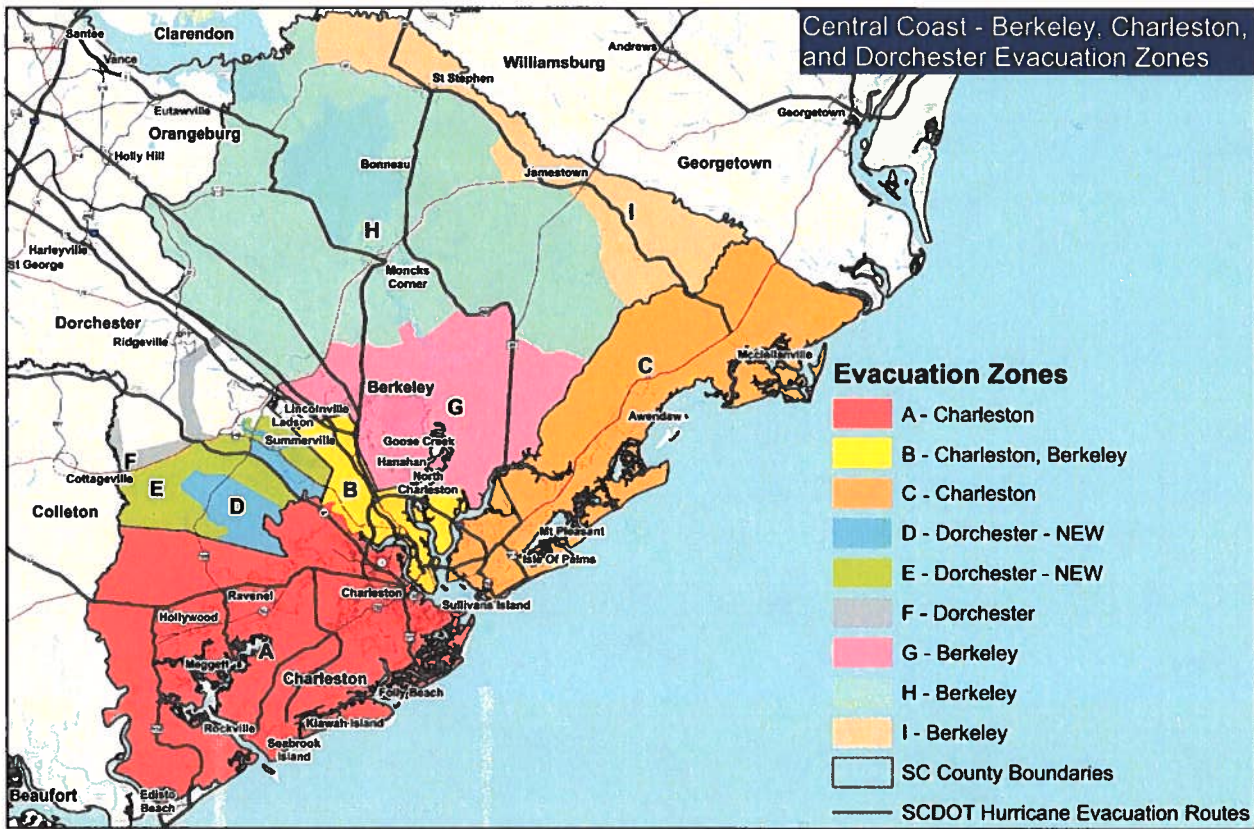 Central Coast - Berkeley, Charleston,
and Dorchester Evacuation Zones
Santee
Clarendon
Vance
Williamsburg
Andrews
St Stephen
Eutawville
Orangeburg
Georgetown
Holly Hill
Bonneau
Georgetown
Jamestown
I
H
Harleyville
St George
Moncks
Corner
Dorchester
Ridgeville
Mcclellanville
C
Berkeley
G
Lincolnville
Ladson
Summerville
Awendaw
Goose Creek
Hanahan
North
Charleston
F
Cottageville
E
B
D
Colleton
Mt Pleasant
Isle Of Palms
Ravenel
Charleston
Sullivans Island
Hollywood
Meggett
A
Charleston
Folly Beach
Kiawah Island
Rockville
Seabrook
Island
Beaufort
Edisto
Beach
Evacuation Zones
A - Charleston
B - Charleston, Berkeley
C - Charleston
D - Dorchester - NEW
E - Dorchester - NEW
F - Dorchester
G - Berkeley
H - Berkeley
I - Berkeley
SC County Boundaries
SCDOT Hurricane Evacuation Routes